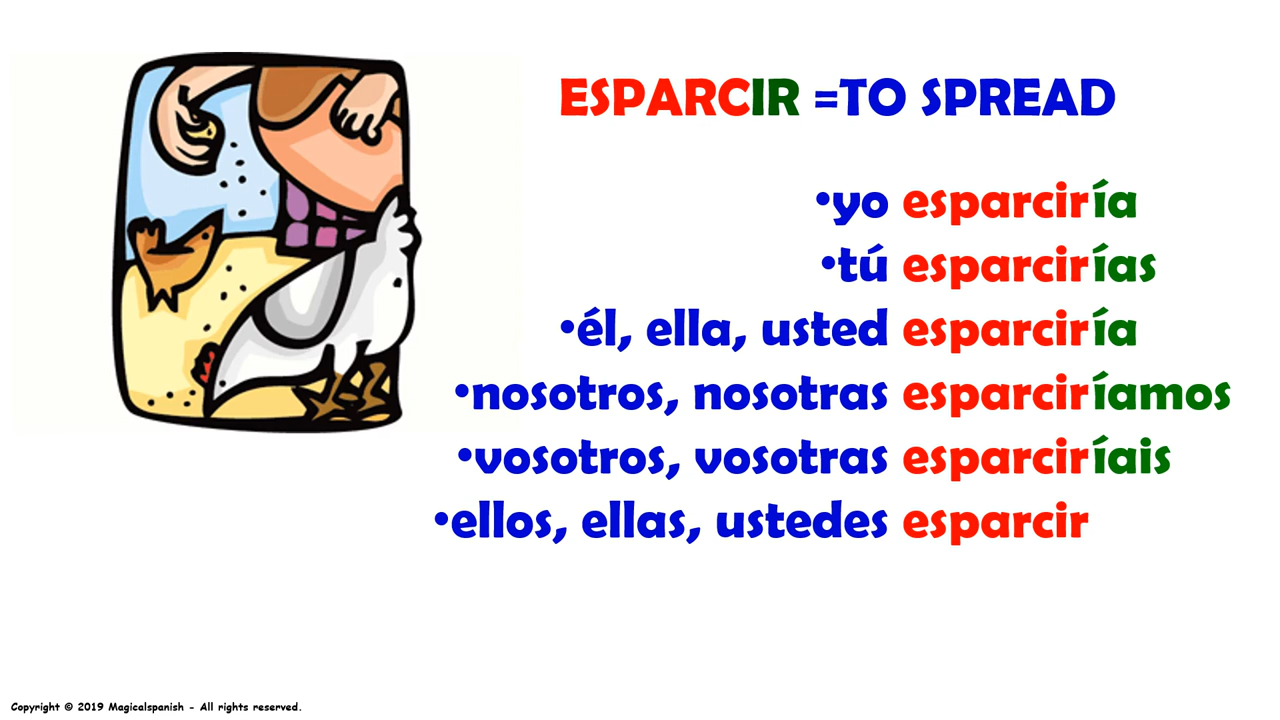 ESPARCIR =TO SPREAD
•yo esparciría
•tú esparcirías
•él, ella, usted esparciría
•nosotros, nosotras esparciríamos
•vosotros, vosotras esparciríais
•ellos, ellas, ustedes esparcir
Copyright © 2019 Magicalspanish - All rights reserved.